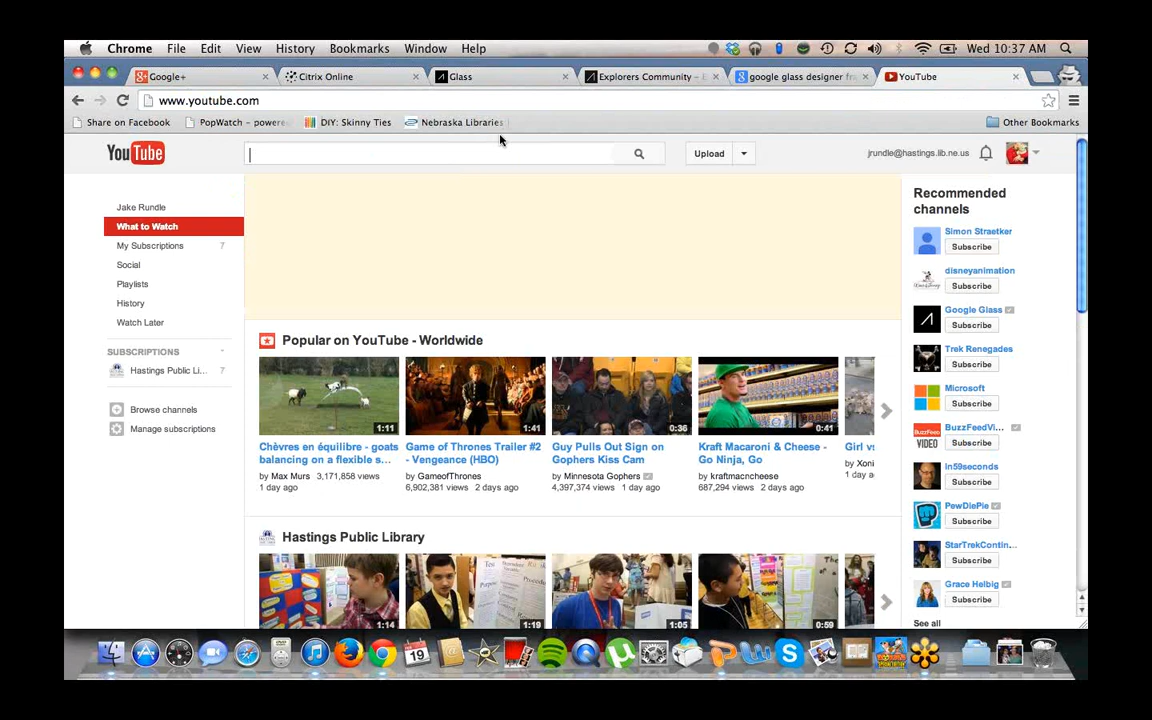 Chrome File Edit View History Bookmarks Window Help Wed 10:37 AM
Google+ Citrix Online Glass Explorers Community – google glass designer YouTube
www.youtube.com
Share on Facebook PopWatch – powere DIY: Skinny Ties Nebraska Libraries Other Bookmarks
YouTube Upload jrundle@hastings.lib.ne.us
Jake Rundle
What to Watch
My Subscriptions 7
Social
Playlists
History
Watch Later
SUBSCRIPTIONS
Hastings Public Li... 7
Browse channels
Manage subscriptions
Popular on YouTube - Worldwide
1:11 1:41 0:36 0:41
Chèvres en équilibre - goats
balancing on a flexible s...
by Max Murs 3,171,858 views
1 day ago
Game of Thrones Trailer #2
- Vengeance (HBO)
by GameofThrones
6,902,381 views 2 days ago
Guy Pulls Out Sign on
Gophers Kiss Cam
by Minnesota Gophers
4,397,374 views 1 day ago
Kraft Macaroni & Cheese -
Go Ninja, Go
by kraftmacncheese
687,294 views 2 days ago
Girl
by Xoni
1 day a
Hastings Public Library
1:14 1:19 1:05 0:59
Recommended
channels
Simon Straetker
Subscribe
disneyanimation
Subscribe
Google Glass
Subscribe
Trek Renegades
Subscribe
Microsoft
Subscribe
BuzzFeedVi...
Subscribe
in59seconds
Subscribe
PewDiePie
Subscribe
StarTrekContin...
Subscribe
Grace Helbig
Subscribe
See all
19